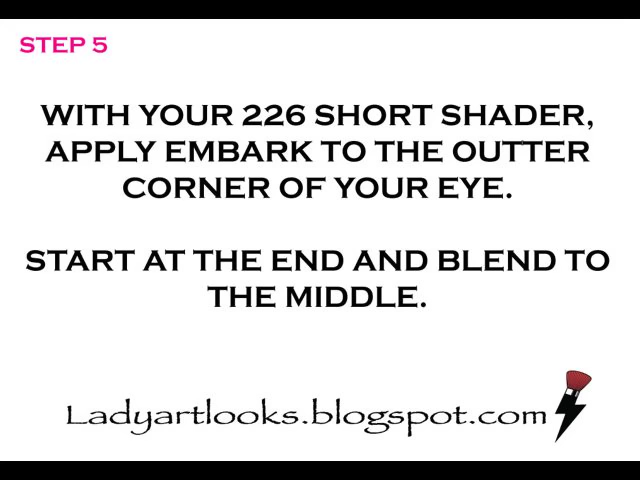 STEP 5
WITH YOUR 226 SHORT SHADER,
APPLY EMBARK TO THE OUTTER
CORNER OF YOUR EYE.
START AT THE END AND BLEND TO
THE MIDDLE.
Ladyartlooks.blogspot.com